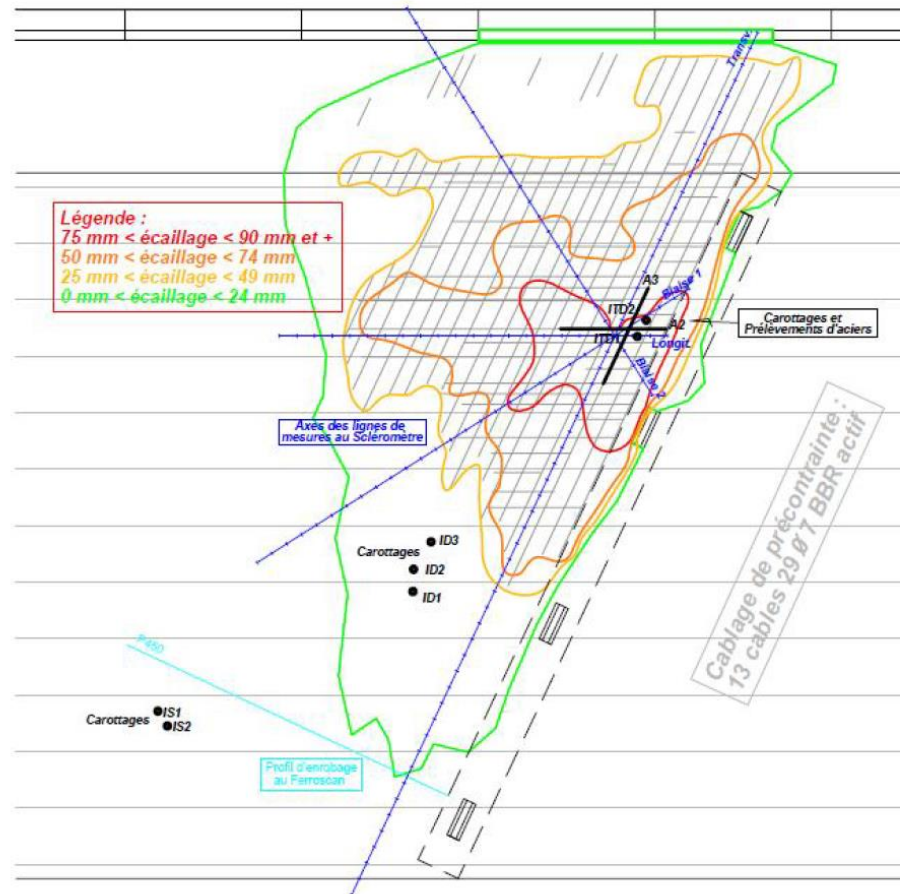 Transv.
Légende :
75 mm < écaillage < 90 mm et +
50 mm < écaillage < 74 mm
25 mm < écaillage < 49 mm
0 mm < écaillage < 24 mm
A3
Biaise 1
ITD2
A2
ITD1
Longit.
Biaise 2
Carottages et
Prélèvements d'aciers
Axes des lignes de
mesures au Scléromètre
Cablage de précontrainte :
13 cables 29 Ø 7 BBR actif
ID3
Carottages
ID2
ID1
P450
Carottages
IS1
IS2
Profil d'enrobage
au Ferroscan